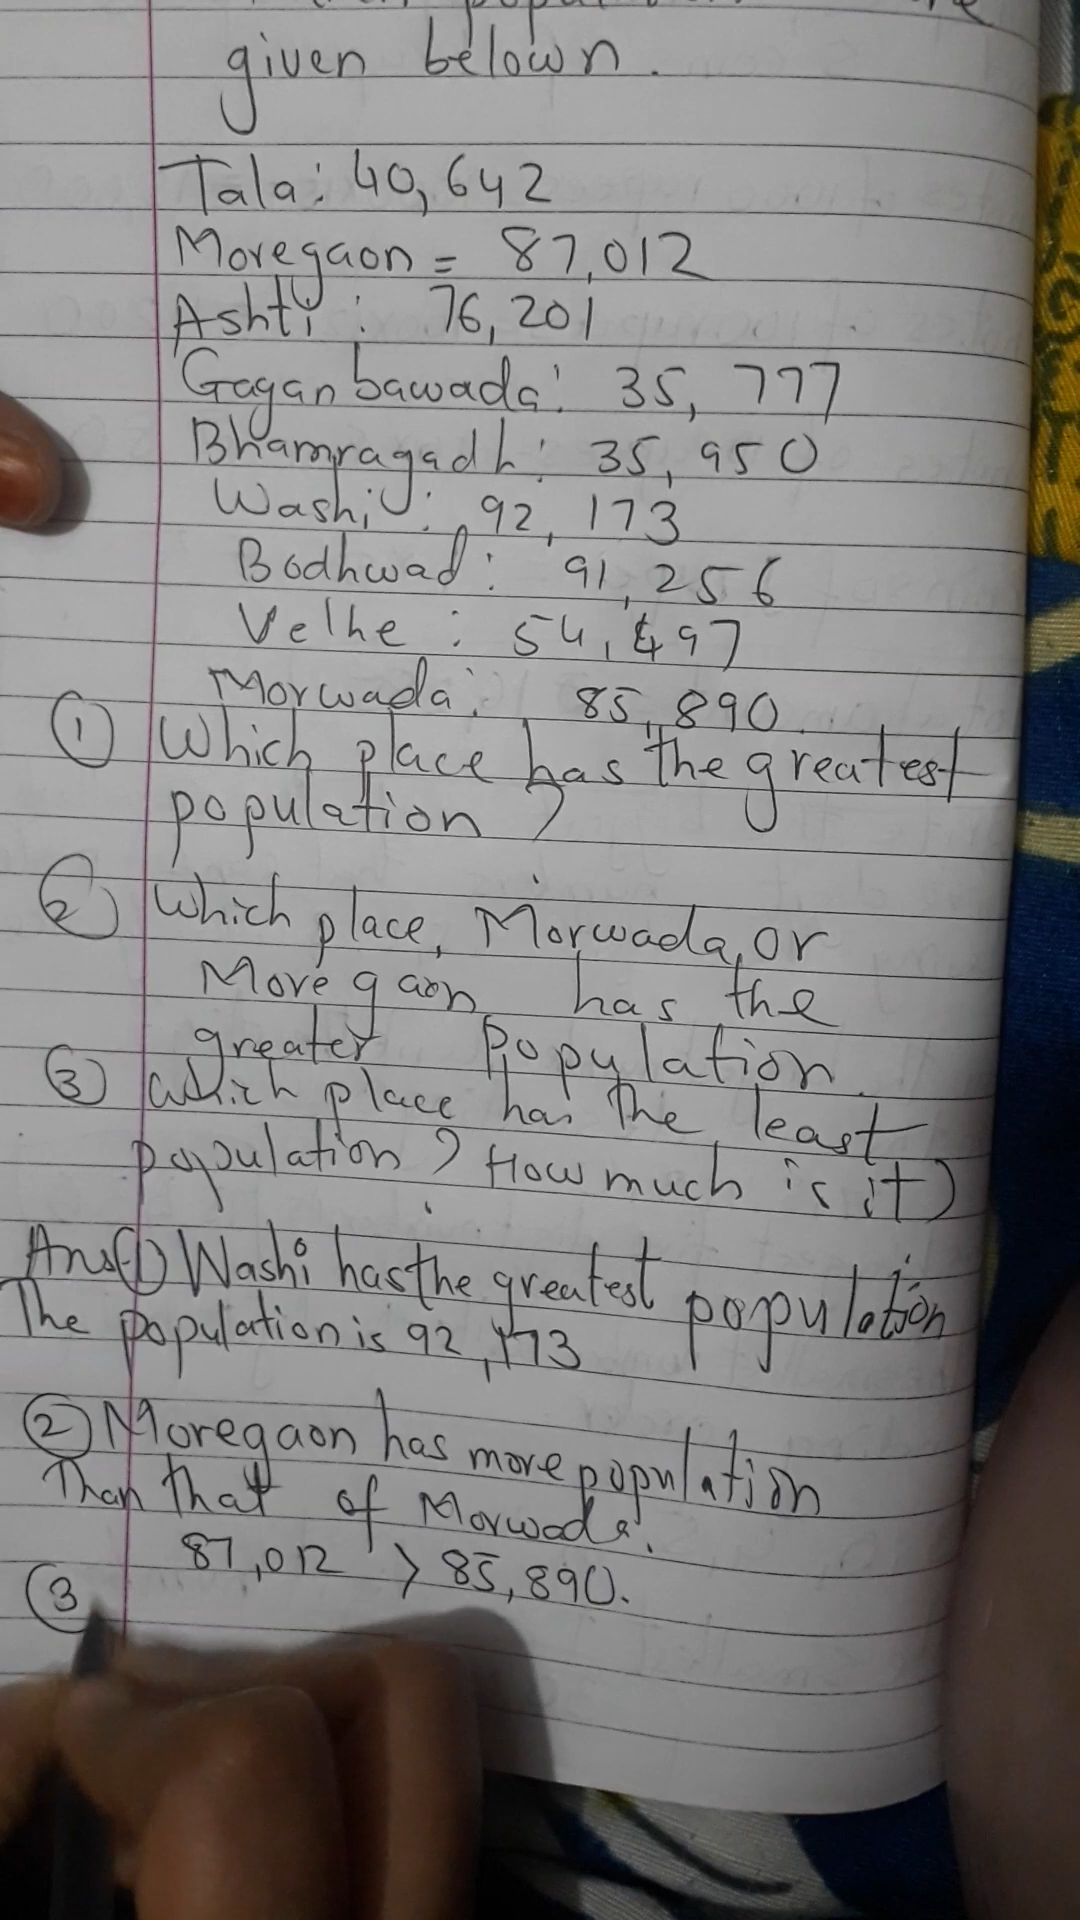 given belown.
Tala: 40,642
Moregaon = 87,012
Ashti : 76,201
Gaganbawada: 35, 777
Bhamragadh: 35, 950
Washi : 92, 173
Bodhwad: 91, 256
Velhe : 54, 497
Morwada: 85, 890.
① Which place has the greatest
population ?
② Which place, Morwada, or
Moregaon has the
greater Population.
③ Which place has the least
population ? How much is it?
Ans ① Washi has the greatest population
The population is 92,173
② Moregaon has more population
Than that of Morwada.
87,012 > 85,890.
③